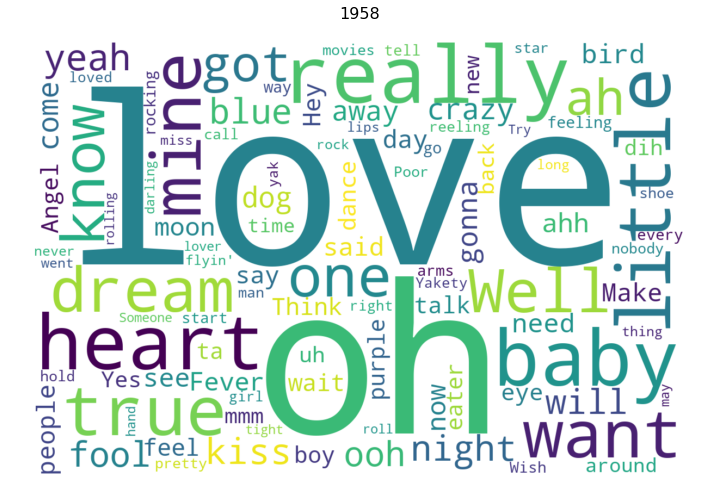 1958
movies tell star
yeah got really bird
loved way new
rocking Hey ah
come blue away crazy
know mine love little
lips reeling Try feeling
miss call rock day go dih
Angel darling yak Poor back long
dog dance shoe
rolling moon time gonna ahh
never lover said every
went flyin' nobody
dream say one arms Well Make
man Think right Yakety talk
Someone start need thing
heart ta uh oh baby
purple
hold Yes see Fever wait eater eye will may
people girl now
true mmm roll want
hand tight
fool feel kiss boy ooh night
pretty Wish around